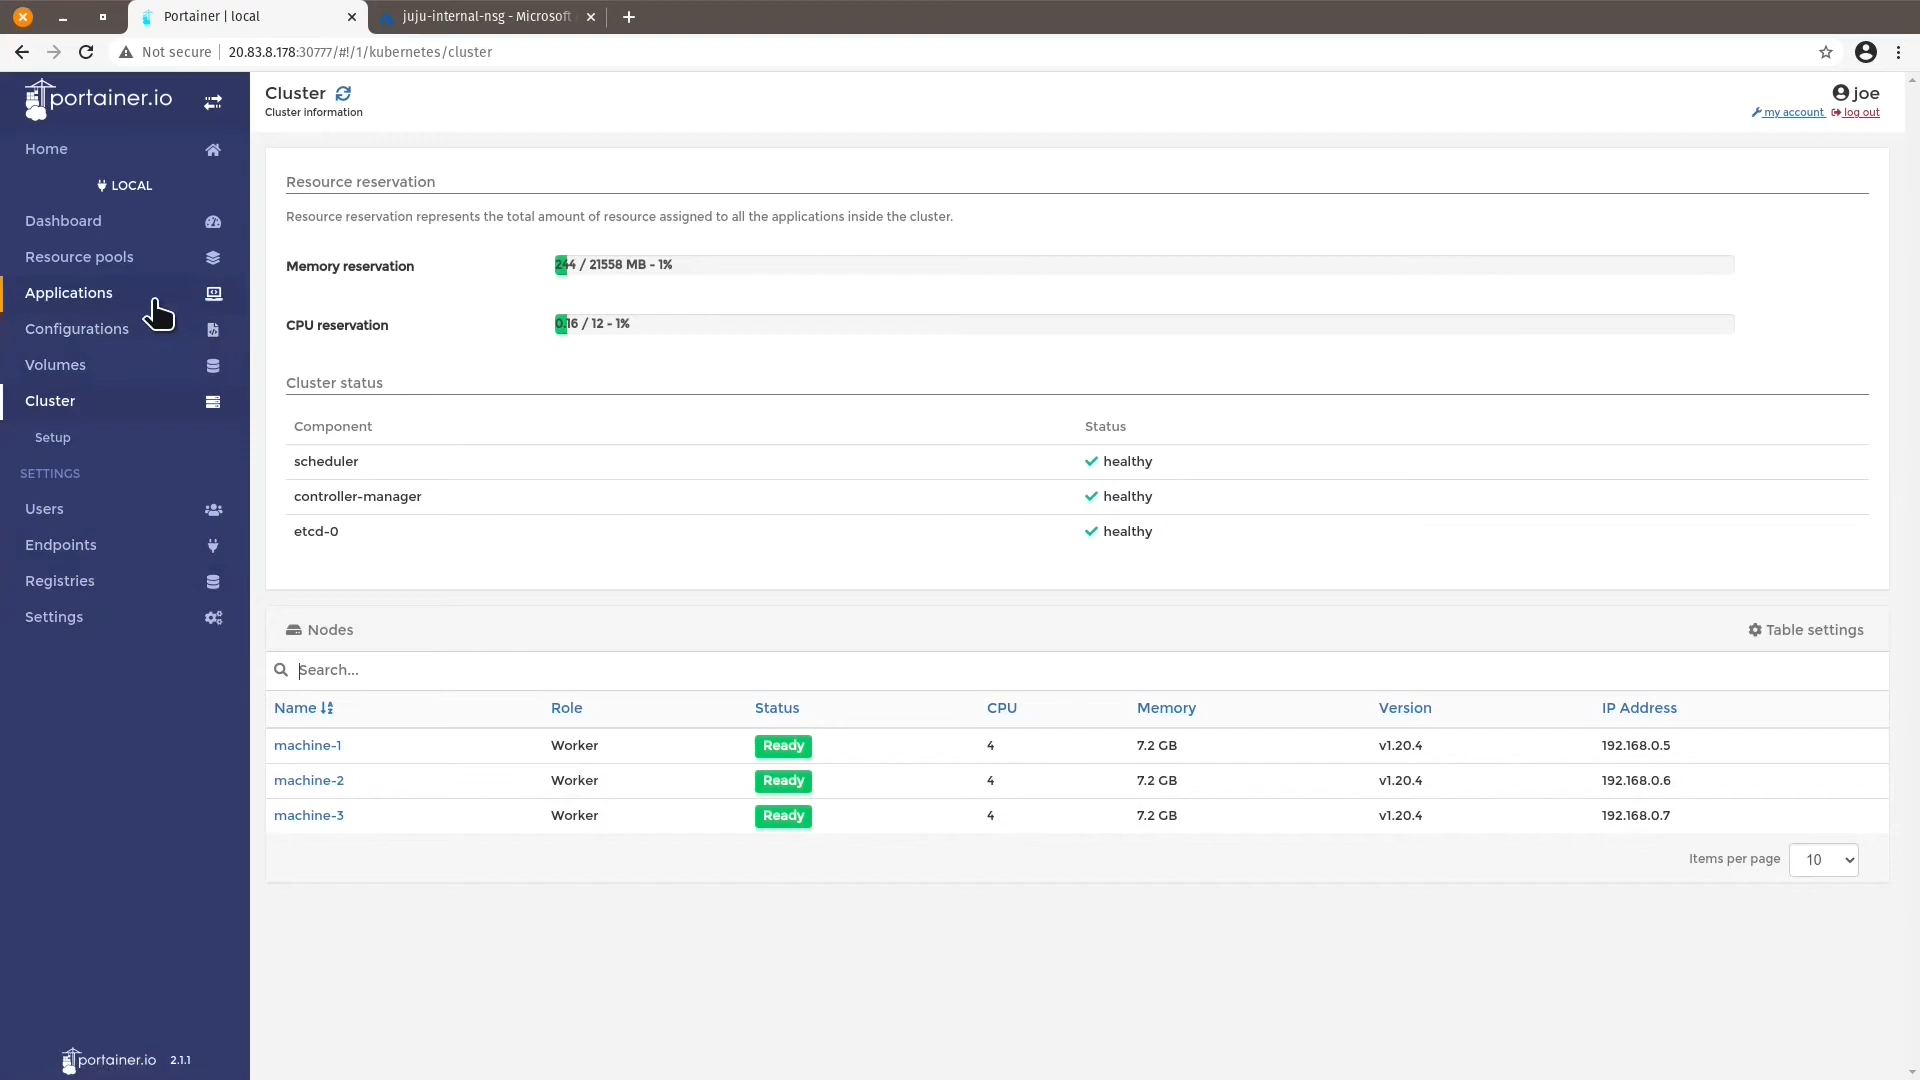 Portainer | local
juju-internal-nsg - Microsoft
Not secure
20.83.8.178:30777/#!/1/kubernetes/cluster
portainer.io
Home
LOCAL
Dashboard
Resource pools
Applications
Configurations
Volumes
Cluster
Setup
SETTINGS
Users
Endpoints
Registries
Settings
portainer.io 2.1.1
Cluster
Cluster information
joe
my account log out
Resource reservation
Resource reservation represents the total amount of resource assigned to all the applications inside the cluster.
Memory reservation 244 / 21558 MB - 1%
CPU reservation 0.16 / 12 - 1%
Cluster status
Component Status
scheduler healthy
controller-manager healthy
etcd-0 healthy
Nodes Table settings
Search...
Name Role Status CPU Memory Version IP Address
machine-1 Worker Ready 4 7.2 GB v1.20.4 192.168.0.5
machine-2 Worker Ready 4 7.2 GB v1.20.4 192.168.0.6
machine-3 Worker Ready 4 7.2 GB v1.20.4 192.168.0.7
Items per page 10